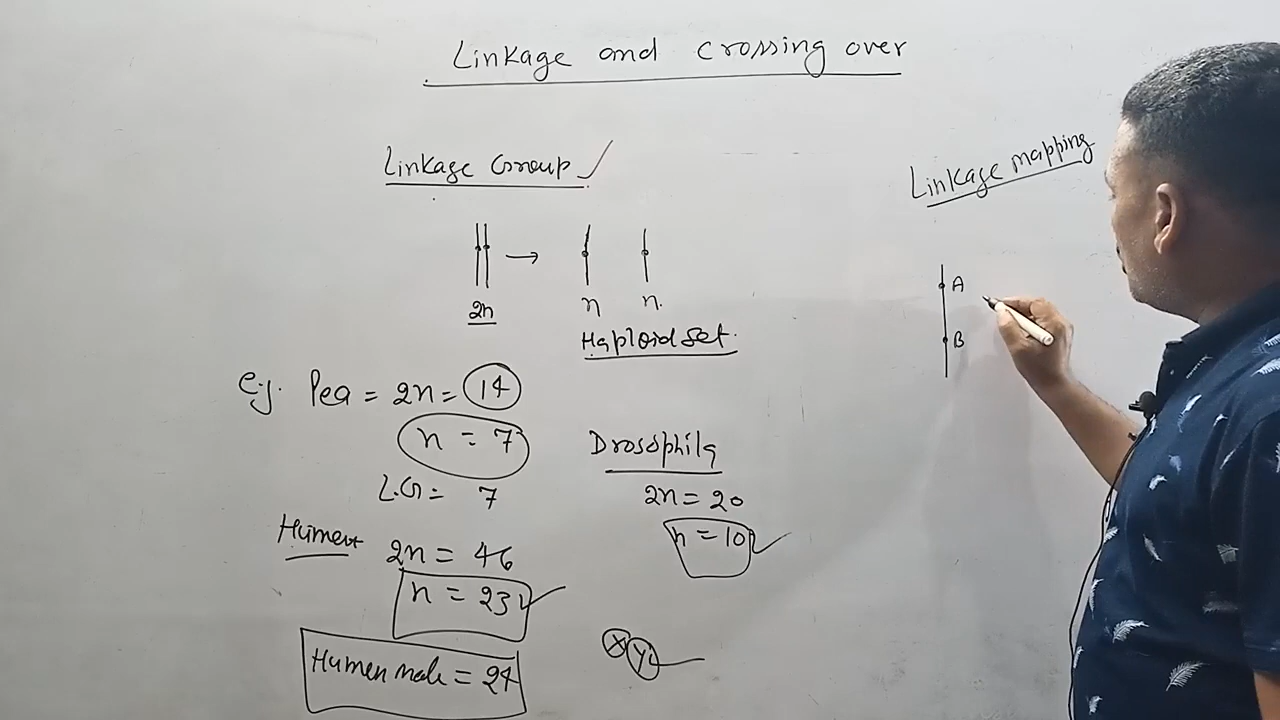 Linkage and crossing over
Linkage Group
2n
n
n
Haploid set.
e.g. Pea = 2n = 14
n = 7
L.G = 7
Humen
2n = 46
n = 23
Humen male = 24
Drosophila
2n = 20
n = 10
X Y
Linkage mapping
A
B